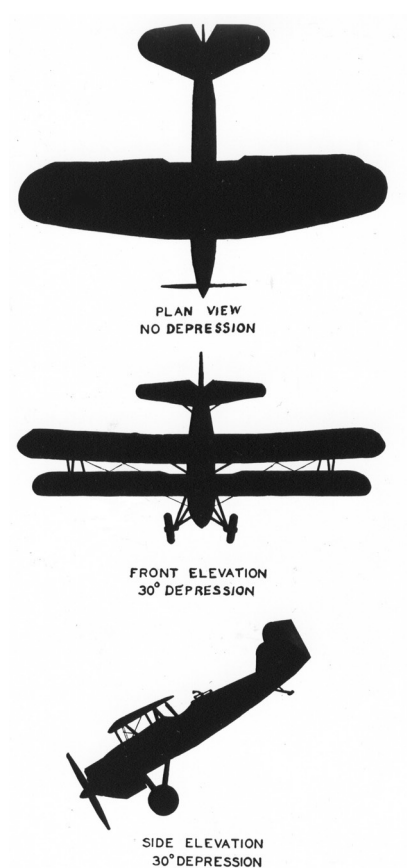 PLAN VIEW
NO DEPRESSION
FRONT ELEVATION
30° DEPRESSION
SIDE ELEVATION
30° DEPRESSION